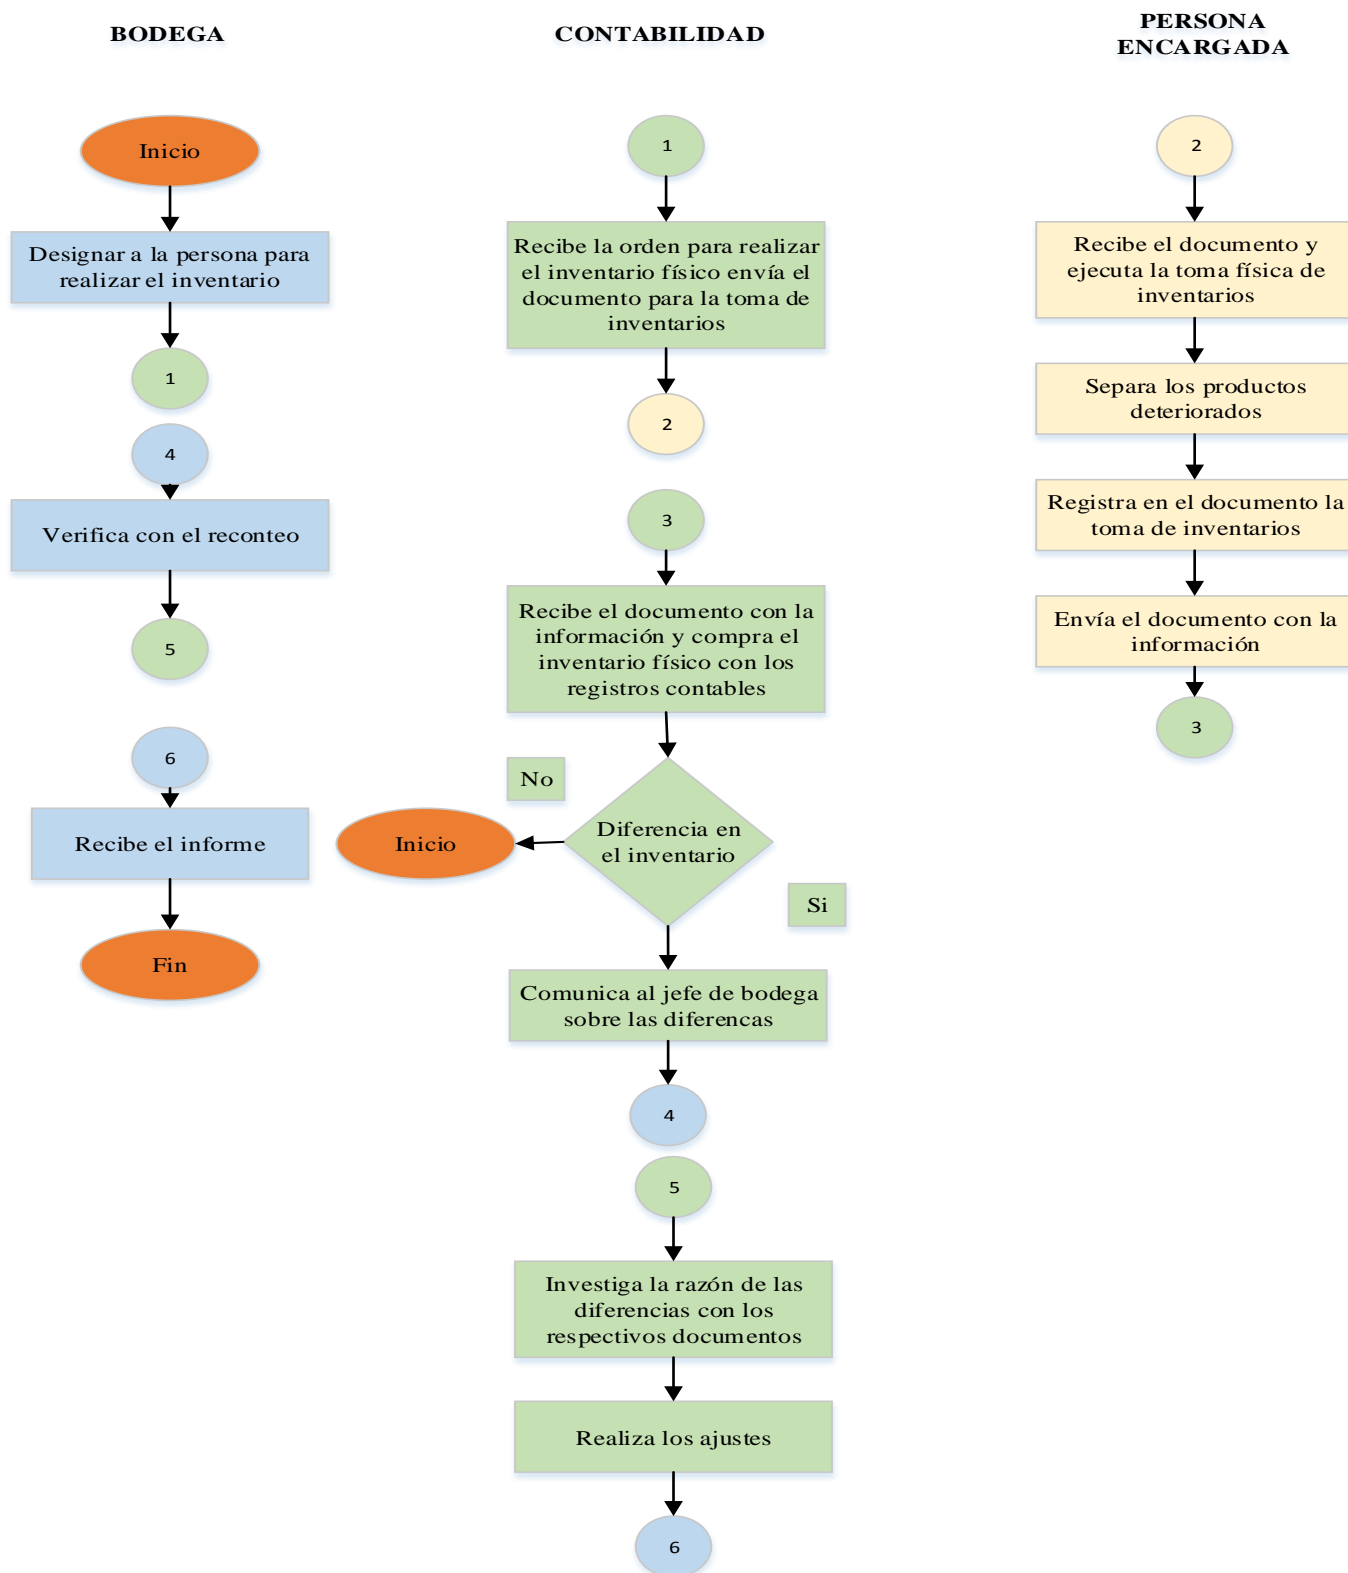 BODEGA
Inicio
Designar a la persona para
realizar el inventario
1
4
Verifica con el reconteo
5
6
Recibe el informe
Fin
CONTABILIDAD
1
Recibe la orden para realizar
el inventario físico envía el
documento para la toma de
inventarios
2
3
Recibe el documento con la
información y compra el
inventario físico con los
registros contables
No
Inicio
Diferencia en
el inventario
Si
Comunica al jefe de bodega
sobre las diferencas
4
5
Investiga la razón de las
diferencias con los
respectivos documentos
Realiza los ajustes
6
PERSONA
ENCARGADA
2
Recibe el documento y
ejecuta la toma física de
inventarios
Separa los productos
deteriorados
Registra en el documento la
toma de inventarios
Envía el documento con la
información
3